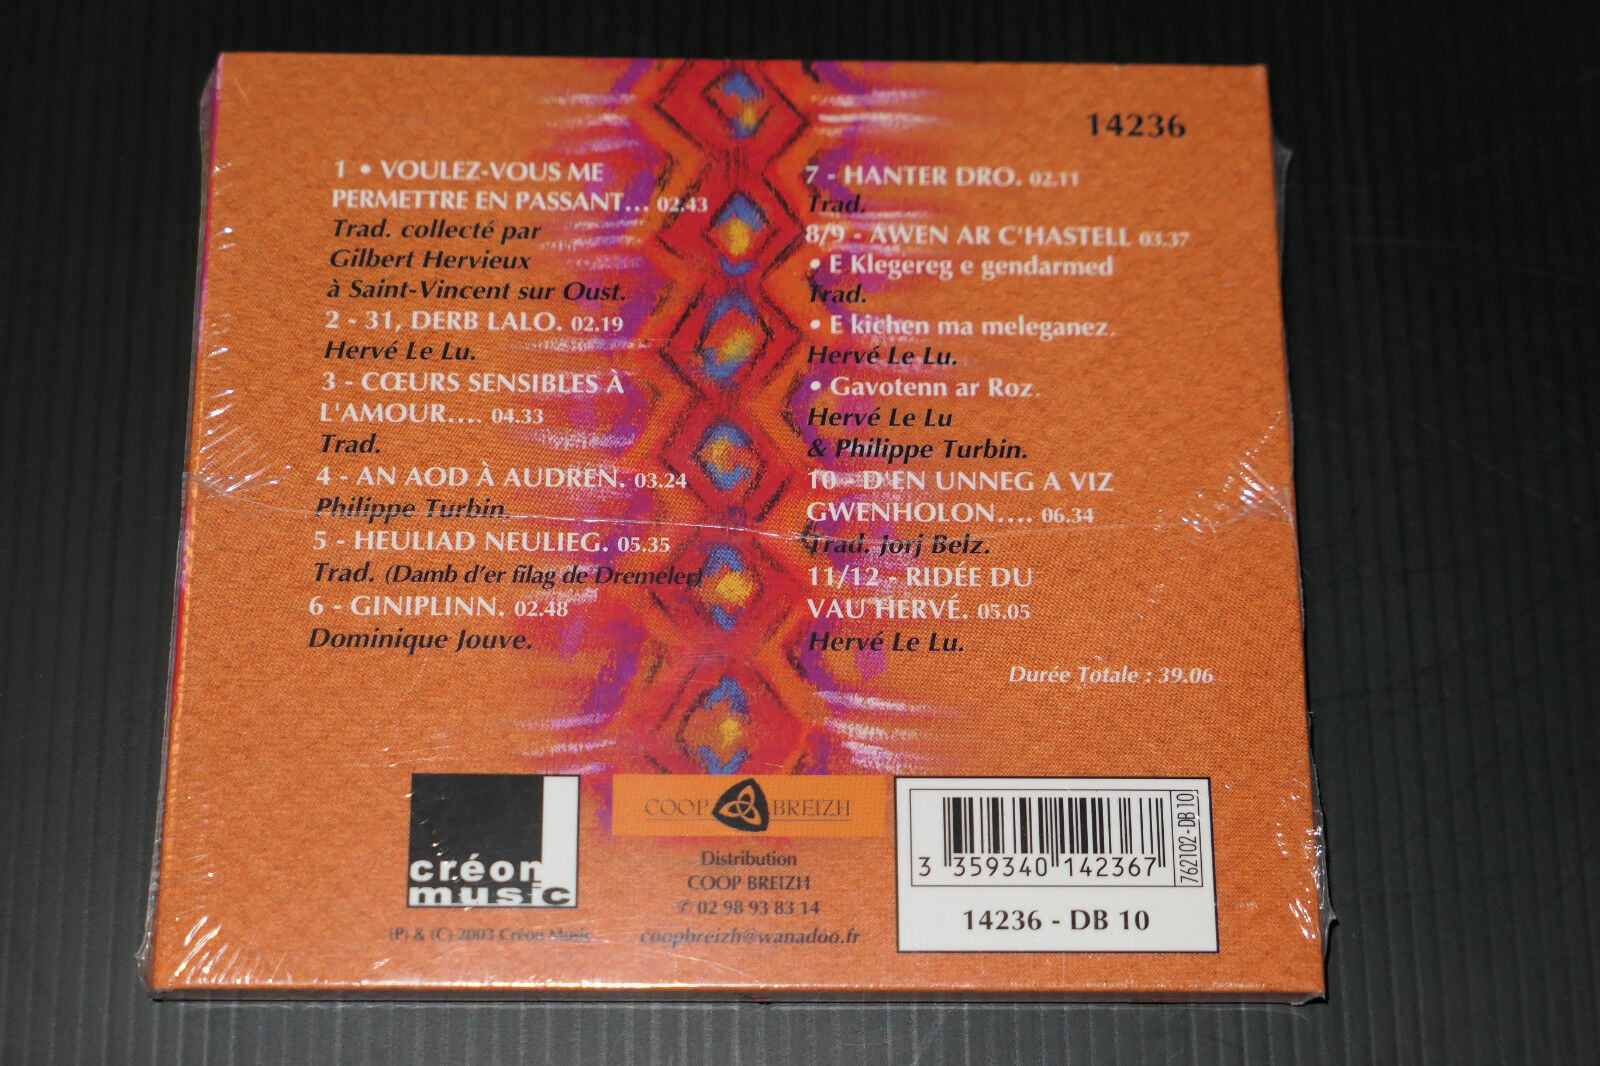 14236
1 • VOULEZ-VOUS ME
PERMETTRE EN PASSANT... 02.43
Trad. collecté par
Gilbert Hervieux
à Saint-Vincent sur Oust.
2 - 31, DERB LALO. 02.19
Hervé Le Lu.
3 - CŒURS SENSIBLES À
L'AMOUR.... 04.33
Trad.
4 - AN AOD À AUDREN. 03.24
Philippe Turbin.
5 - HEULIAD NEULIEG. 05.35
Trad. (Damb d'er filag de Dremeler)
6 - GINIPLINN. 02.48
Dominique Jouve.
7 - HANTER DRO. 02.11
Trad.
8/9 - AWEN AR C'HASTELL 03.37
• E Klegereg e gendarmed
Trad.
• E kichen ma meleganez.
Hervé Le Lu.
• Gavotenn ar Roz.
Hervé Le Lu
& Philippe Turbin.
10 - D'EN UNNEG A VIZ
GWENHOLON.... 06.34
Trad. Jorj Belz.
11/12 - RIDÉE DU
VAU HERVÉ. 05.05
Hervé Le Lu.
Durée Totale : 39.06
créon
music
(P) & (C) 2003 Créon Music
COOP BREIZH
Distribution
COOP BREIZH
✆ 02 98 93 83 14
coopbreizh@wanadoo.fr
3 359340 142367
762102-DB 10
14236 - DB 10